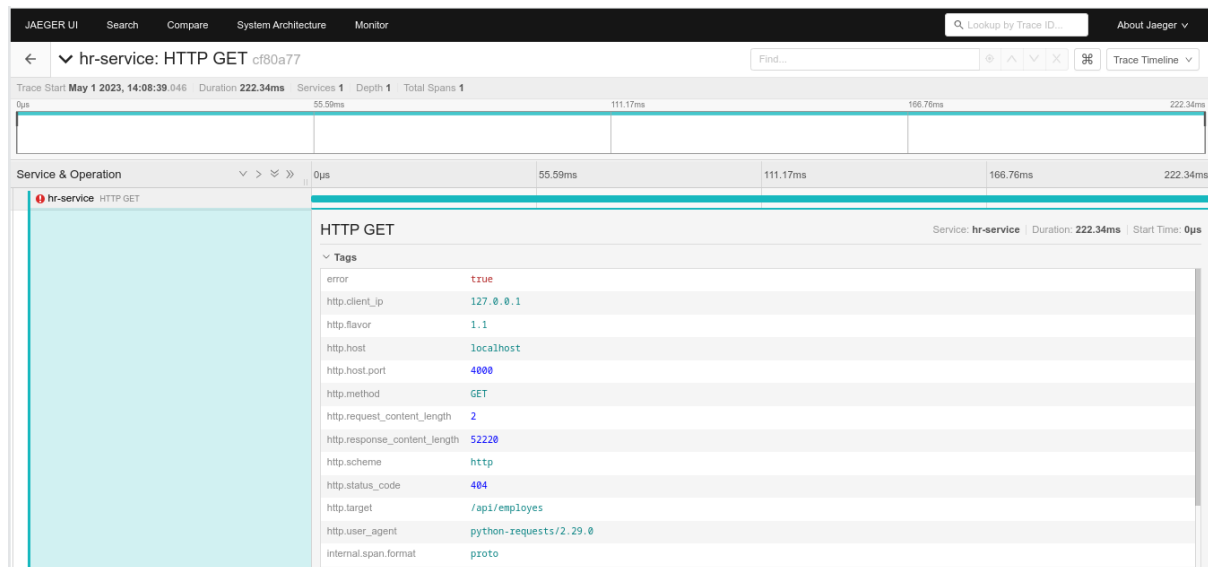 JAEGER UI Search Compare System Architecture Monitor Lookup by Trace ID... About Jaeger
hr-service: HTTP GET cf80a77 Find... ⌘ Trace Timeline
Trace Start May 1 2023, 14:08:39.046 Duration 222.34ms Services 1 Depth 1 Total Spans 1
0μs 55.59ms 111.17ms 166.76ms 222.34ms
Service & Operation 0μs 55.59ms 111.17ms 166.76ms 222.34ms
hr-service HTTP GET
HTTP GET Service: hr-service Duration: 222.34ms Start Time: 0μs
Tags
error true
http.client_ip 127.0.0.1
http.flavor 1.1
http.host localhost
http.host.port 4000
http.method GET
http.request_content_length 2
http.response_content_length 52220
http.scheme http
http.status_code 404
http.target /api/employes
http.user_agent python-requests/2.29.0
internal.span.format proto